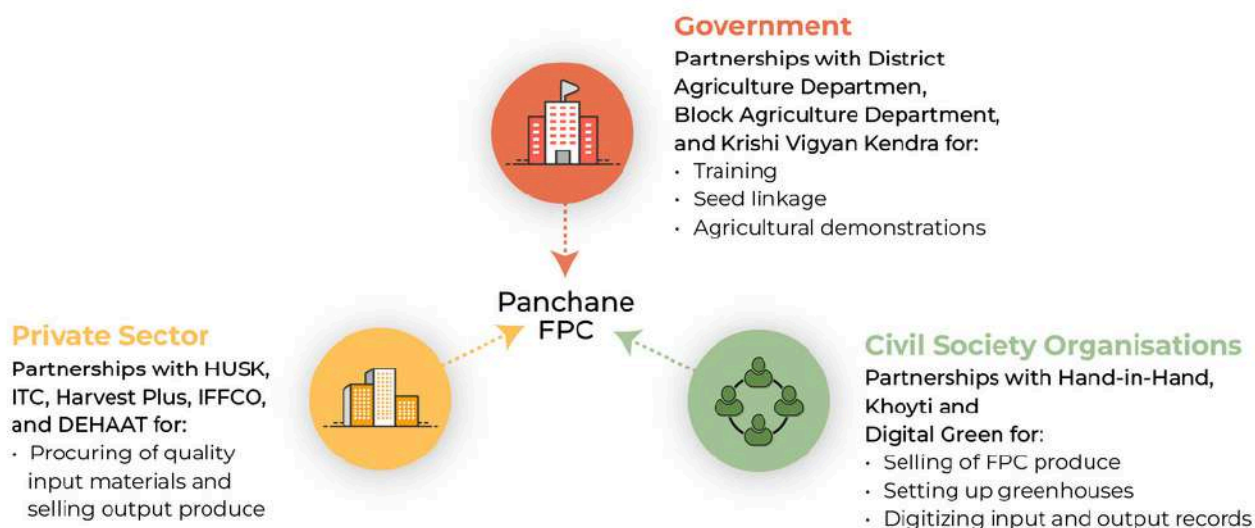 Government
Partnerships with District
Agriculture Departmen,
Block Agriculture Department,
and Krishi Vigyan Kendra for:
· Training
· Seed linkage
· Agricultural demonstrations
Panchane
FPC
Private Sector
Partnerships with HUSK,
ITC, Harvest Plus, IFFCO,
and DEHAAT for:
· Procuring of quality
input materials and
selling output produce
Civil Society Organisations
Partnerships with Hand-in-Hand,
Khoyti and
Digital Green for:
· Selling of FPC produce
· Setting up greenhouses
· Digitizing input and output records